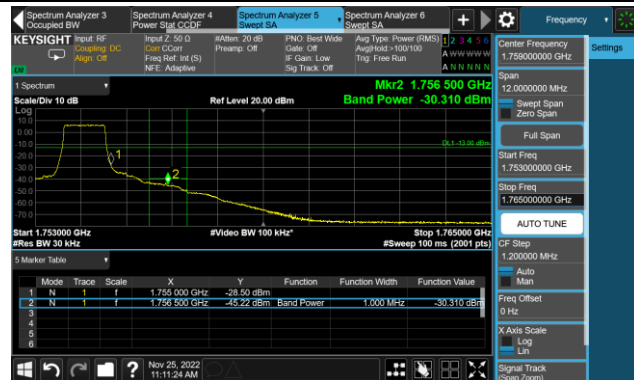 Spectrum Analyzer 3
Occupied BW
Spectrum Analyzer 4
Power Stat CCDF
Spectrum Analyzer 5
Swept SA
Spectrum Analyzer 6
Swept SA
+
Frequency
KEYSIGHT
Input: RF
Coupling: DC
Align: Off
Input Z: 50 Ω
Corr CCorr
Freq Ref: Int (S)
NFE: Adaptive
#Atten: 20 dB
Preamp: Off
PNO: Best Wide
Gate: Off
IF Gain: Low
Sig Track: Off
Avg Type: Power (RMS)
Avg|Hold:>100/100
Trig: Free Run
1 2 3 4 5 6
A W W W W W
A N N N N N
1 Spectrum
Scale/Div 10 dB
Ref Level 20.00 dBm
Mkr2 1.756 500 GHz
Band Power -30.310 dBm
Log
10.0
0.00
-10.0
-20.0
-30.0
-40.0
-50.0
-60.0
-70.0
DL1 -13.00 dBm
1
2
Start 1.753000 GHz
#Res BW 30 kHz
#Video BW 100 kHz*
Stop 1.765000 GHz
#Sweep 100 ms (2001 pts)
5 Marker Table
Mode Trace Scale X Y Function Function Width Function Value
1 N 1 f 1.755 000 GHz -28.50 dBm
2 N 1 f 1.756 500 GHz -45.22 dBm Band Power 1.000 MHz -30.310 dBm
3
4
5
6
Nov 25, 2022
11:11:24 AM
Center Frequency
1.759000000 GHz
Settings
Span
12.0000000 MHz
Swept Span
Zero Span
Full Span
Start Freq
1.753000000 GHz
Stop Freq
1.765000000 GHz
AUTO TUNE
CF Step
1.200000 MHz
Auto
Man
Freq Offset
0 Hz
X Axis Scale
Log
Lin
Signal Track
(Span Zoom)